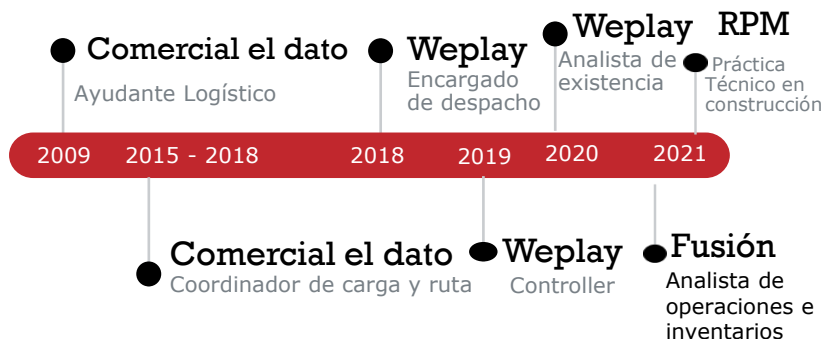 Comercial el dato
Ayudante Logístico
Weplay
Encargado
de despacho
Weplay
Analista de
existencia
RPM
Práctica
Técnico en
construcción
2009
2015 - 2018
2018
2019
2020
2021
Comercial el dato
Coordinador de carga y ruta
Weplay
Controller
Fusión
Analista de
operaciones e
inventarios